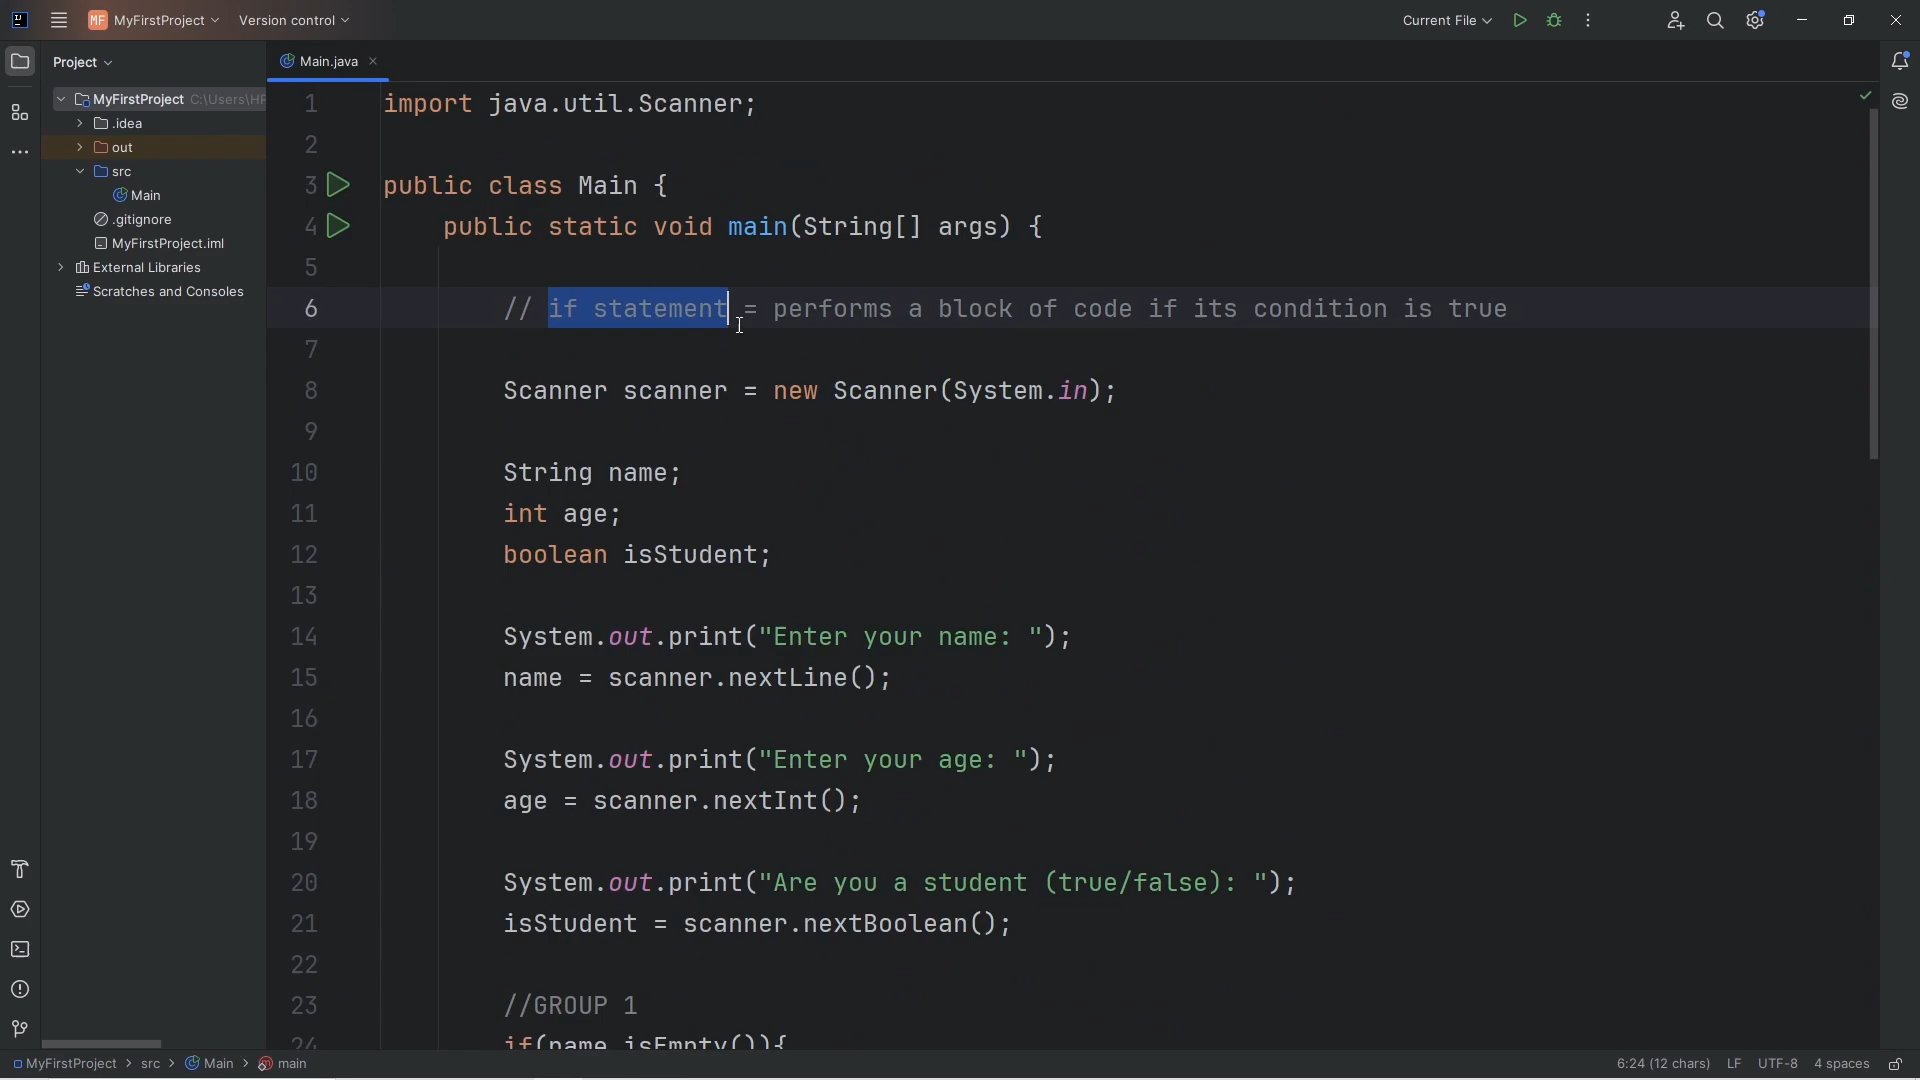 MF MyFirstProject Version control Current File
Project Main.java
MyFirstProject C:\Users\HP
.idea
out
src
Main
.gitignore
MyFirstProject.iml
External Libraries
Scratches and Consoles
1 import java.util.Scanner;
2
3 public class Main {
4 public static void main(String[] args) {
5
6 // if statement = performs a block of code if its condition is true
7
8 Scanner scanner = new Scanner(System.in);
9
10 String name;
11 int age;
12 boolean isStudent;
13
14 System.out.print("Enter your name: ");
15 name = scanner.nextLine();
16
17 System.out.print("Enter your age: ");
18 age = scanner.nextInt();
19
20 System.out.print("Are you a student (true/false): ");
21 isStudent = scanner.nextBoolean();
22
23 //GROUP 1
24 if(name.isEmpty()){
MyFirstProject > src > Main > main 6:24 (12 chars) LF UTF-8 4 spaces